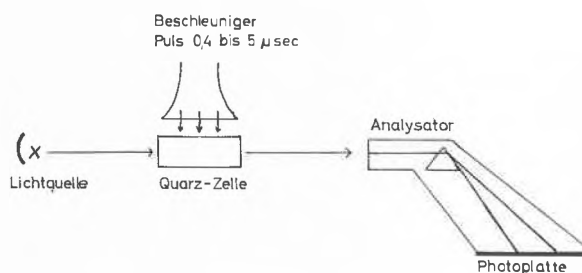 Beschleuniger
Puls 0,4 bis 5 µsec
Analysator
x
Lichtquelle
Quarz-Zelle
Photoplatte